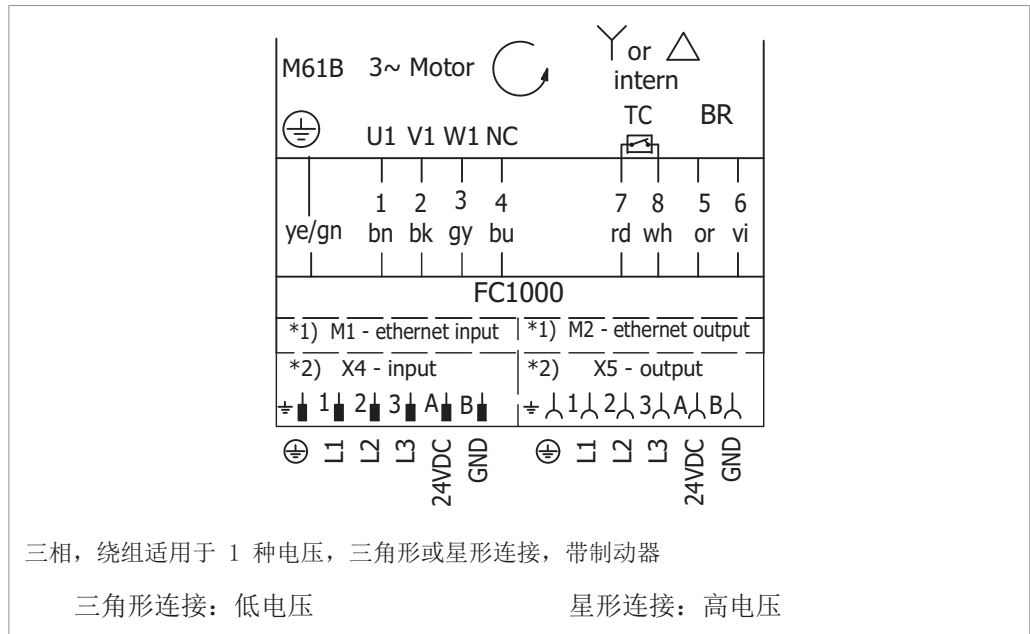 M61B 3~ Motor Y or △
intern
TC BR
U1 V1 W1 NC
1 2 3 4 7 8 5 6
ye/gn bn bk gy bu rd wh or vi
FC1000
*1) M1 - ethernet input *1) M2 - ethernet output
*2) X4 - input *2) X5 - output
1 2 3 A B 1 2 3 A B
L1 L2 L3 24VDC GND L1 L2 L3 24VDC GND
三相，绕组适用于 1 种电压，三角形或星形连接，带制动器
三角形连接：低电压 星形连接：高电压